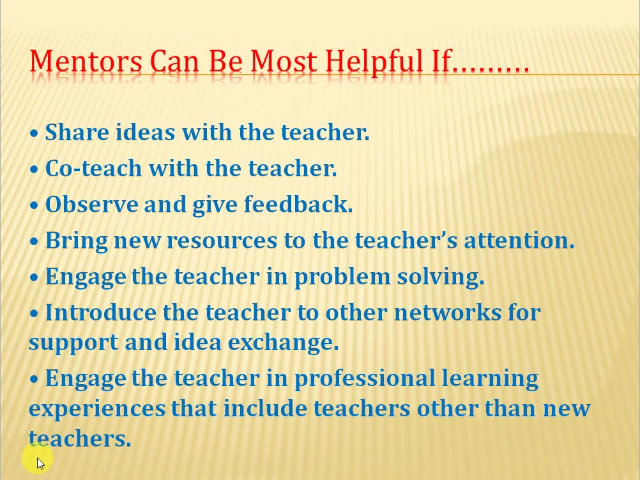 Mentors Can Be Most Helpful If.........
• Share ideas with the teacher.
• Co-teach with the teacher.
• Observe and give feedback.
• Bring new resources to the teacher’s attention.
• Engage the teacher in problem solving.
• Introduce the teacher to other networks for
support and idea exchange.
• Engage the teacher in professional learning
experiences that include teachers other than new
teachers.